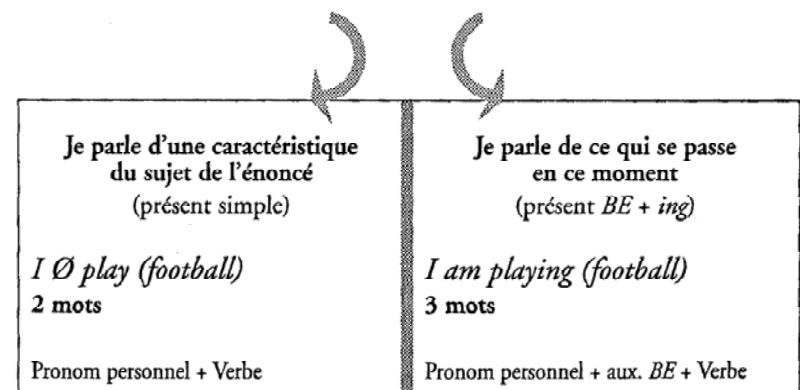 Je parle d'une caractéristique
du sujet de l'énoncé
(présent simple)
I Ø play (football)
2 mots
Pronom personnel + Verbe
Je parle de ce qui se passe
en ce moment
(présent BE + ing)
I am playing (football)
3 mots
Pronom personnel + aux. BE + Verbe